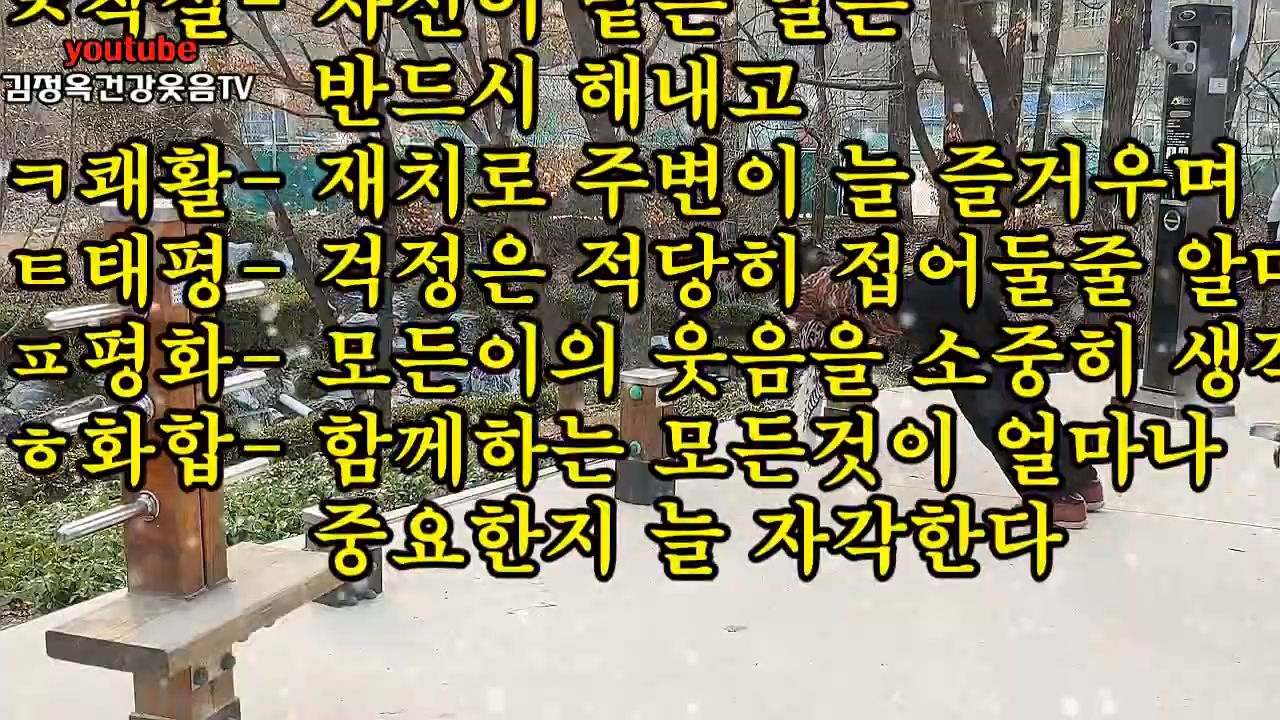 youtube
김정옥건강웃음TV
반드시 해내고
ㅋ쾌활- 재치로 주변이 늘 즐거우며
ㅌ태평- 걱정은 적당히 접어둘줄
ㅍ평화- 모든이의 웃음을 소중히
ㅎ화합- 함께하는 모든것이 얼마나
중요한지 늘 자각한다